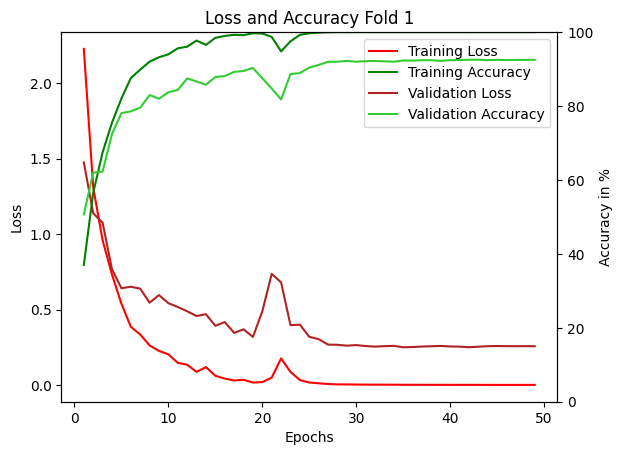 Loss and Accuracy Fold 1
Training Loss
Training Accuracy
Validation Loss
Validation Accuracy
Loss
2.0
1.5
1.0
0.5
0.0
Accuracy in %
100
80
60
40
20
0
0
10
20
30
40
50
Epochs